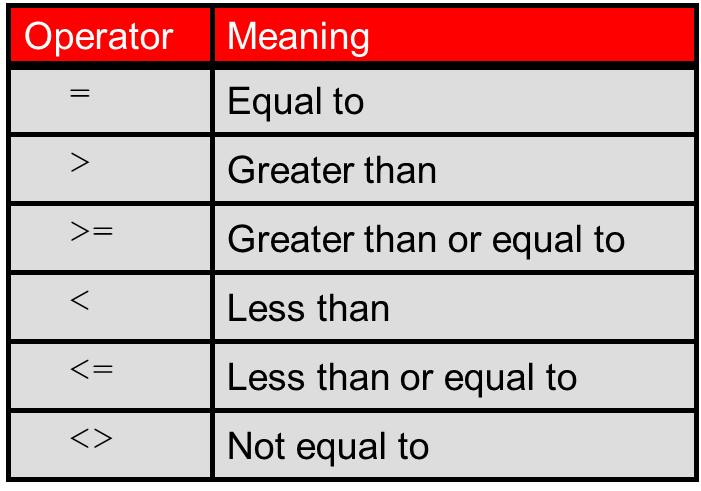 Operator Meaning
= Equal to
> Greater than
>= Greater than or equal to
< Less than
<= Less than or equal to
<> Not equal to